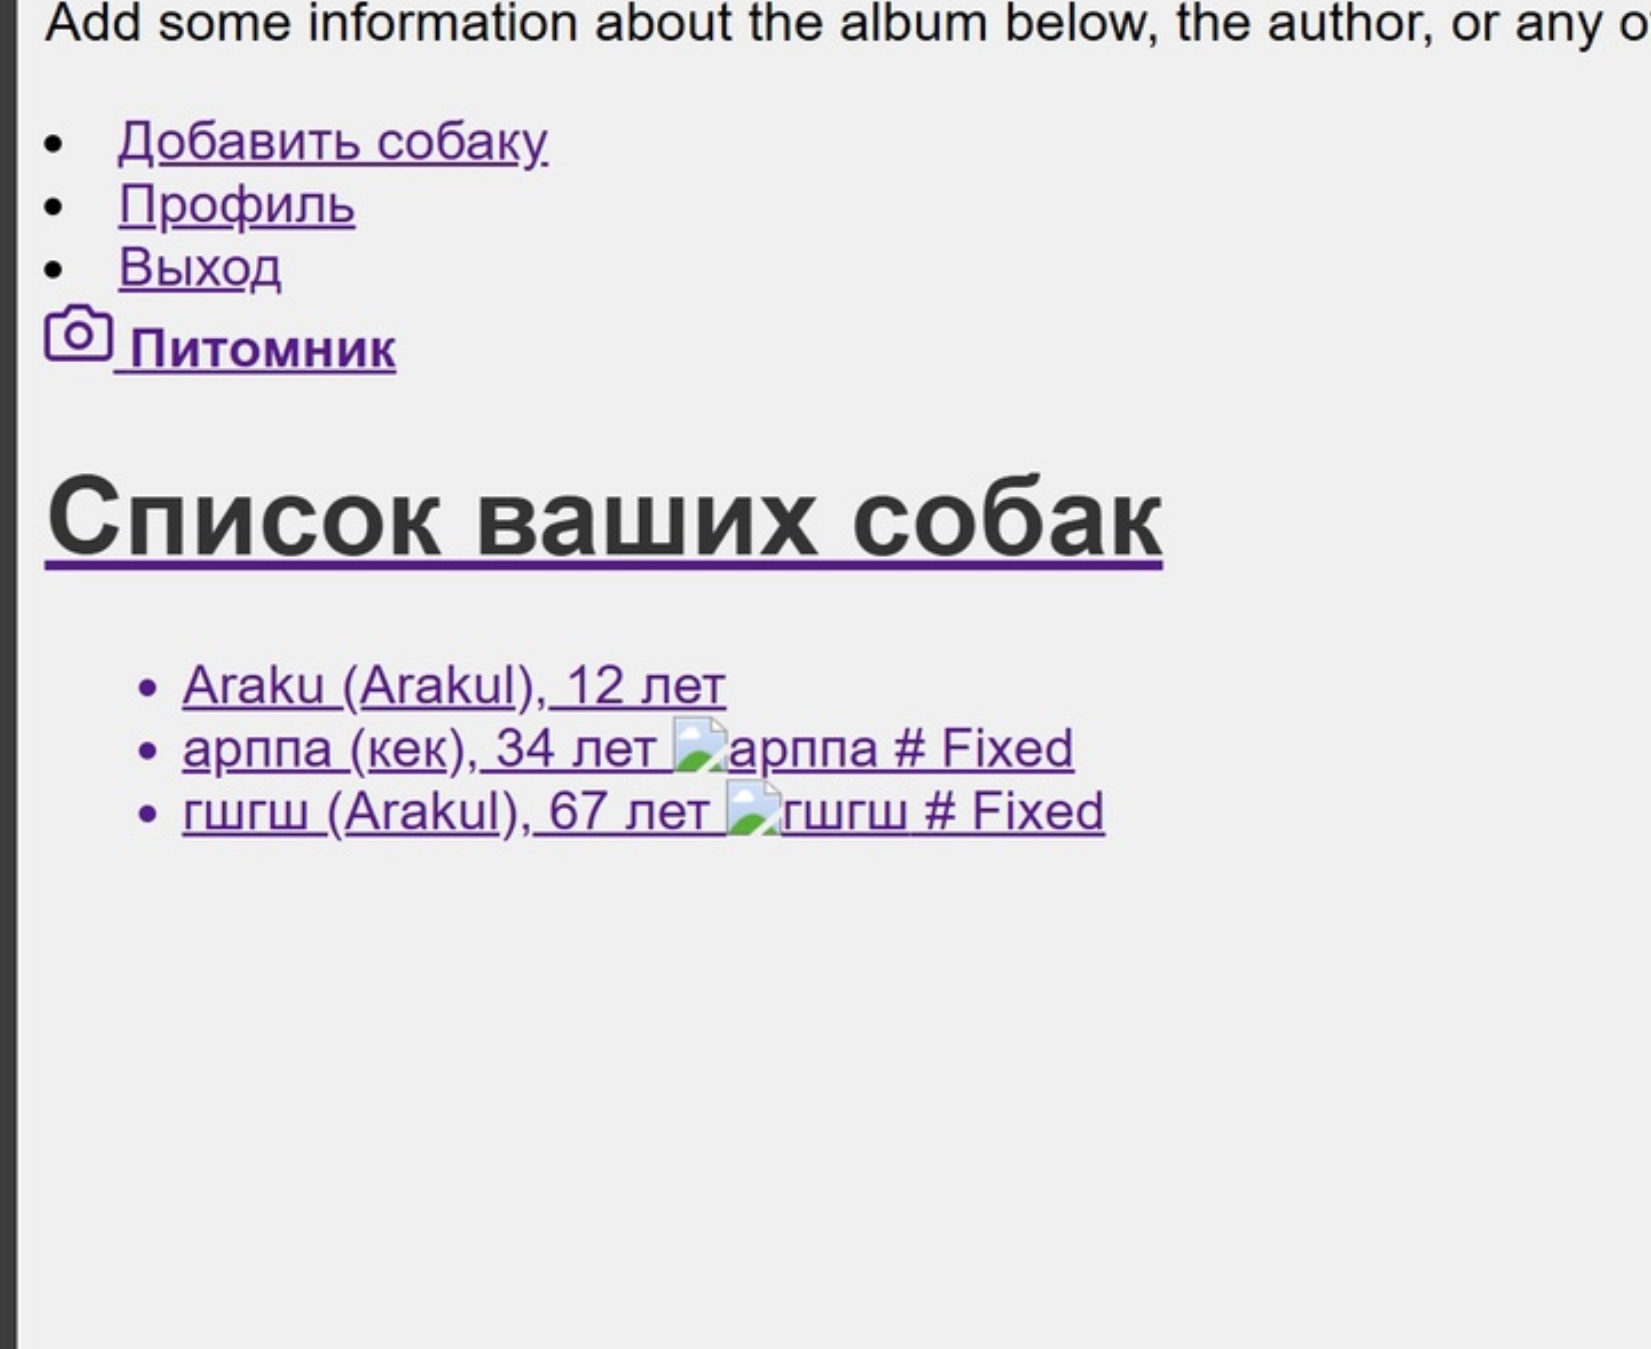 Add some information about the album below, the author, or any o
Добавить собаку
Профиль
Выход
Питомник
Список ваших собак
Araku (Arakul), 12 лет
арппа (кек), 34 лет арппа # Fixed
гшгш (Arakul), 67 лет гшгш # Fixed